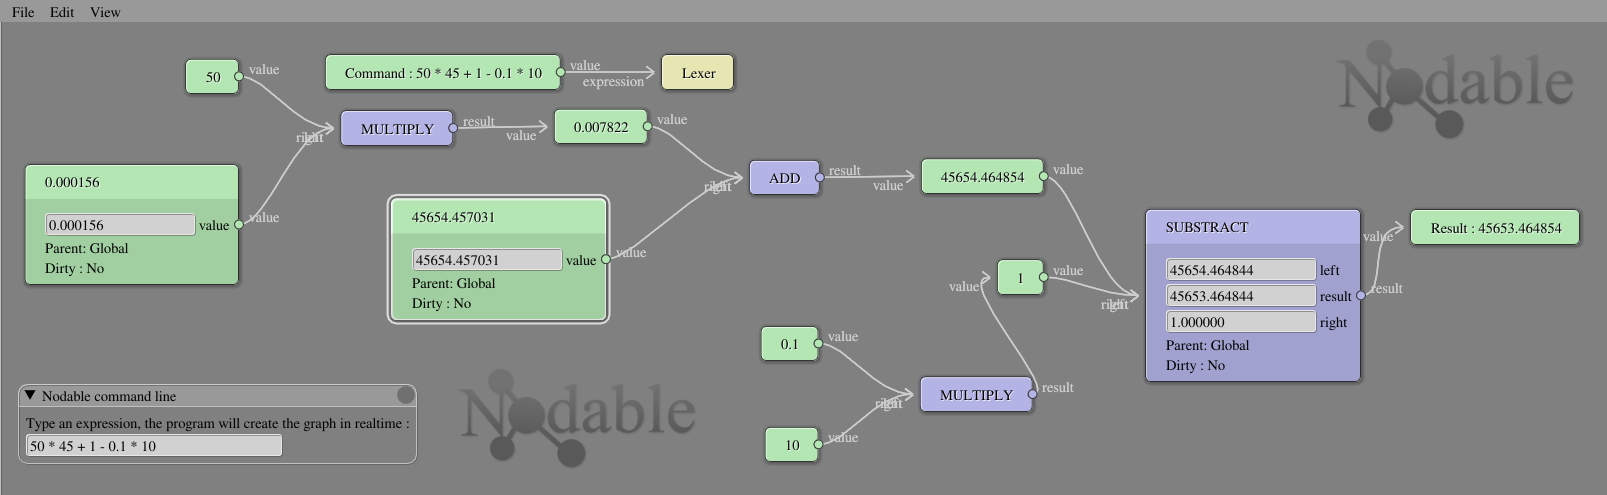 File Edit View
50 value
Command : 50 * 45 + 1 - 0.1 * 10 value
expression
Lexer
Nodable
right left
MULTIPLY result
value
0.007822 value
0.000156
0.000156 value
Parent: Global
Dirty : No
value
45654.457031
45654.457031 value
Parent: Global
Dirty : No
value
right left
ADD result
value
45654.464854 value
value
1 value
right left
SUBSTRACT
45654.464844 left
45653.464844 result
1.000000 right
Parent: Global
Dirty : No
result
value
Result : 45653.464854
0.1 value
right left
MULTIPLY result
10 value
Nodable command line
Type an expression, the program will create the graph in realtime :
50 * 45 + 1 - 0.1 * 10
Nodable